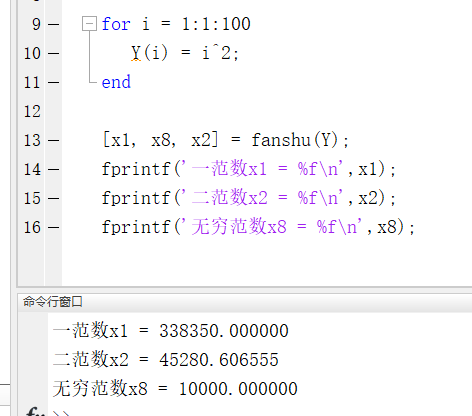 9 — for i = 1:1:100
10 — Y(i) = i^2;
11 — end
12
13 — [x1, x8, x2] = fanshu(Y);
14 — fprintf('一范数x1 = %f\n',x1);
15 — fprintf('二范数x2 = %f\n',x2);
16 — fprintf('无穷范数x8 = %f\n',x8);
命令行窗口
一范数x1 = 338350.000000
二范数x2 = 45280.606555
无穷范数x8 = 10000.000000
fx >>